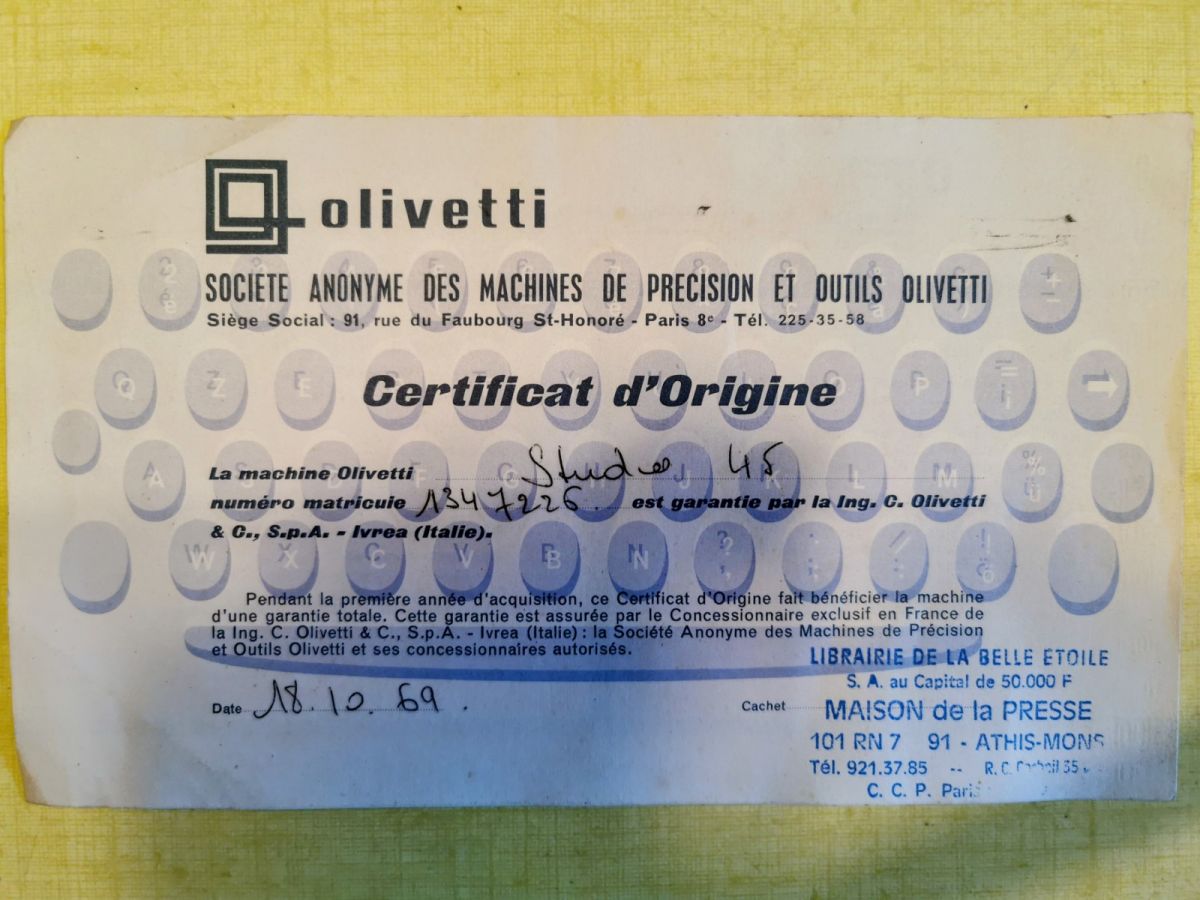 olivetti
SOCIETE ANONYME DES MACHINES DE PRECISION ET OUTILS OLIVETTI
Siège Social : 91, rue du Faubourg St-Honoré - Paris 8e - Tél. 225-35-58
Certificat d'Origine
La machine Olivetti Studio 45
numéro matricule 1347226. est garantie par la Ing. C. Olivetti
& C., S.p.A. - Ivrea (Italie).
Pendant la première année d'acquisition, ce Certificat d'Origine fait bénéficier la machine
d'une garantie totale. Cette garantie est assurée par le Concessionnaire exclusif en France de
la Ing. C. Olivetti & C., S.p.A. - Ivrea (Italie) : la Société Anonyme des Machines de Précision
et Outils Olivetti et ses concessionnaires autorisés.
Date 18.10.69.
Cachet
LIBRAIRIE DE LA BELLE ETOILE
S. A. au Capital de 50.000 F
MAISON de la PRESSE
101 RN 7 91 - ATHIS-MONS
Tél. 921.37.85 -- R. C.
C. C. P. Paris